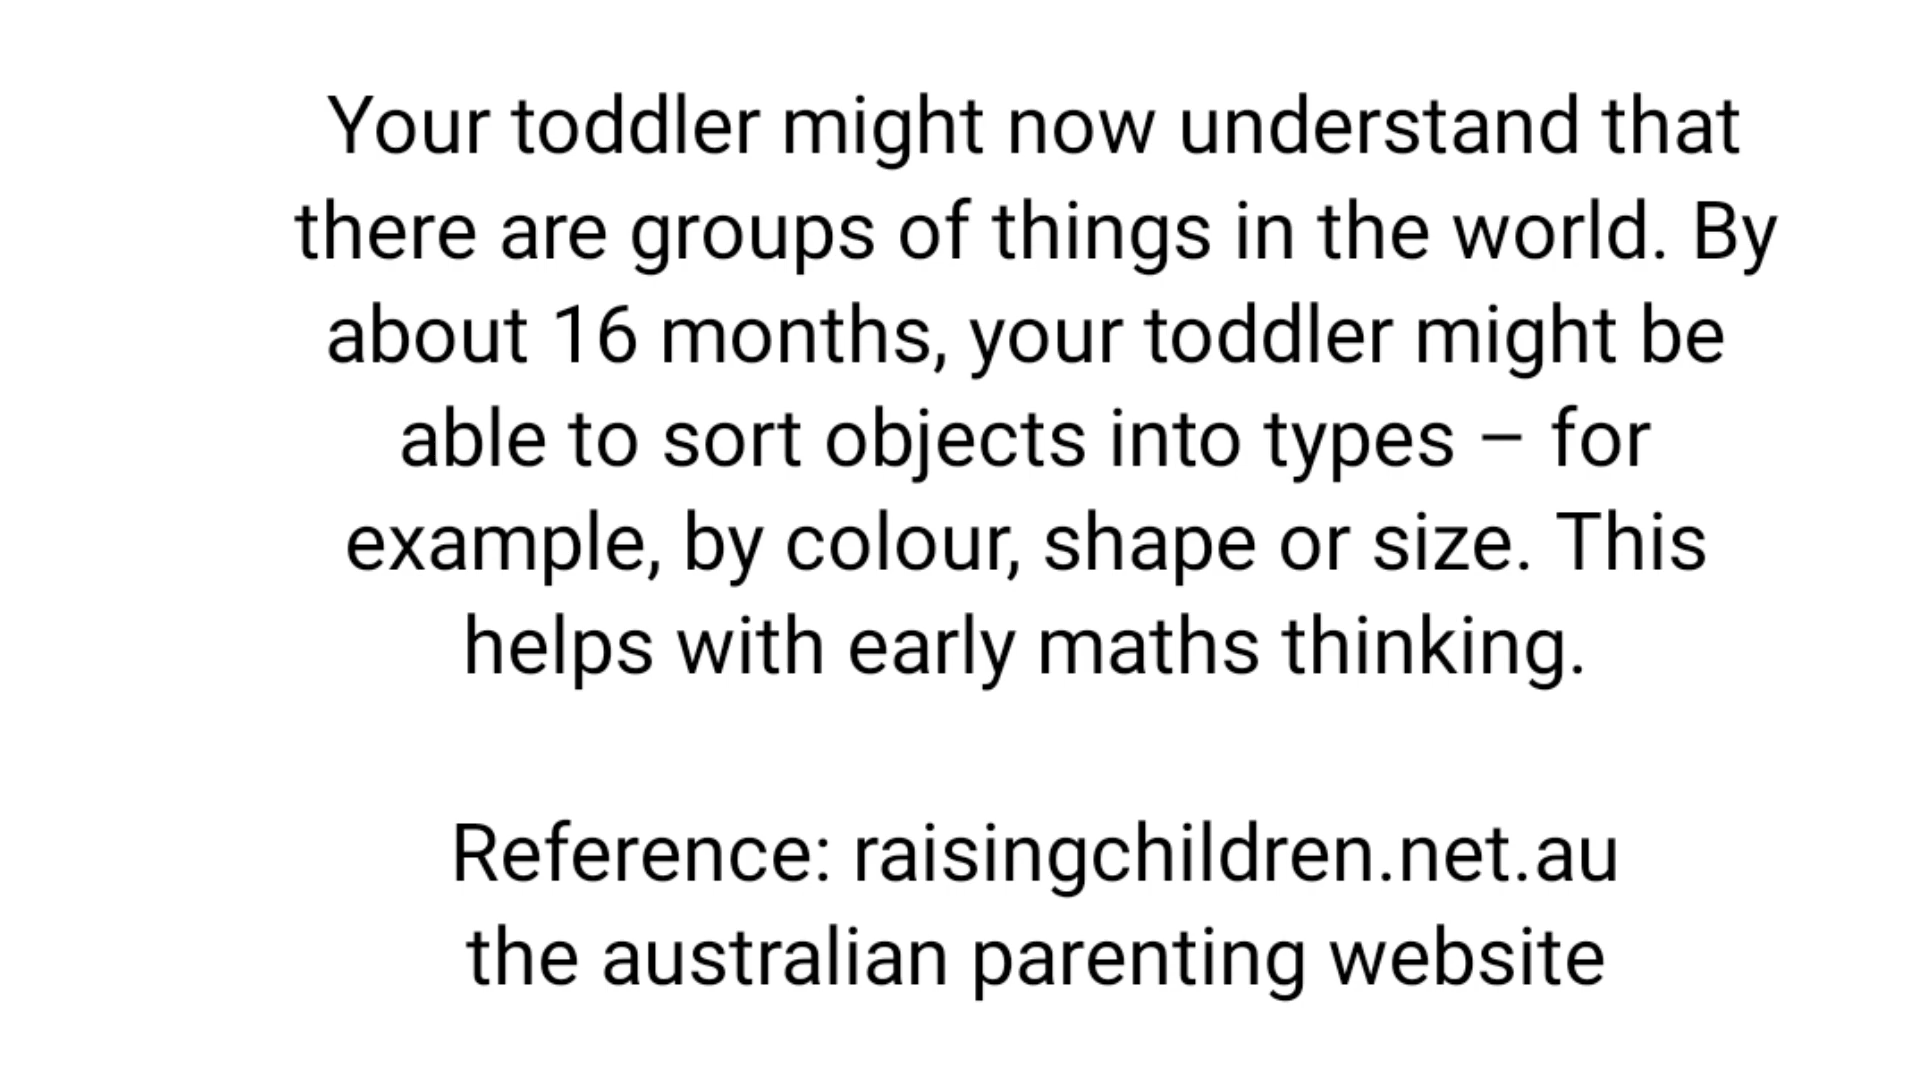 Your toddler might now understand that
there are groups of things in the world. By
about 16 months, your toddler might be
able to sort objects into types – for
example, by colour, shape or size. This
helps with early maths thinking.
Reference: raisingchildren.net.au
the australian parenting website